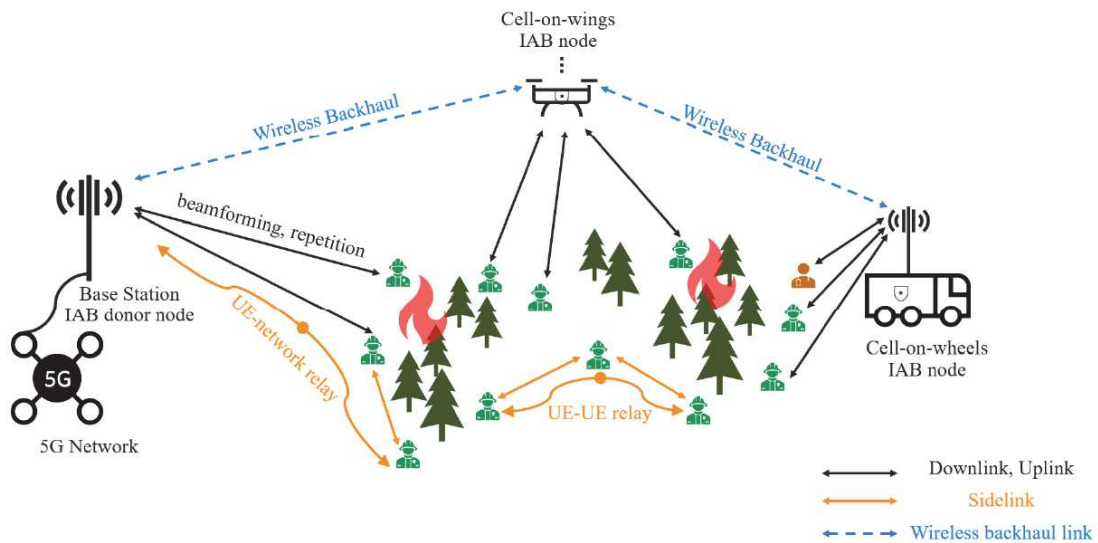 Cell-on-wings
IAB node
Wireless Backhaul
Wireless Backhaul
beamforming, repetition
Base Station
IAB donor node
UE-network relay
5G
5G Network
UE-UE relay
Cell-on-wheels
IAB node
Downlink, Uplink
Sidelink
Wireless backhaul link